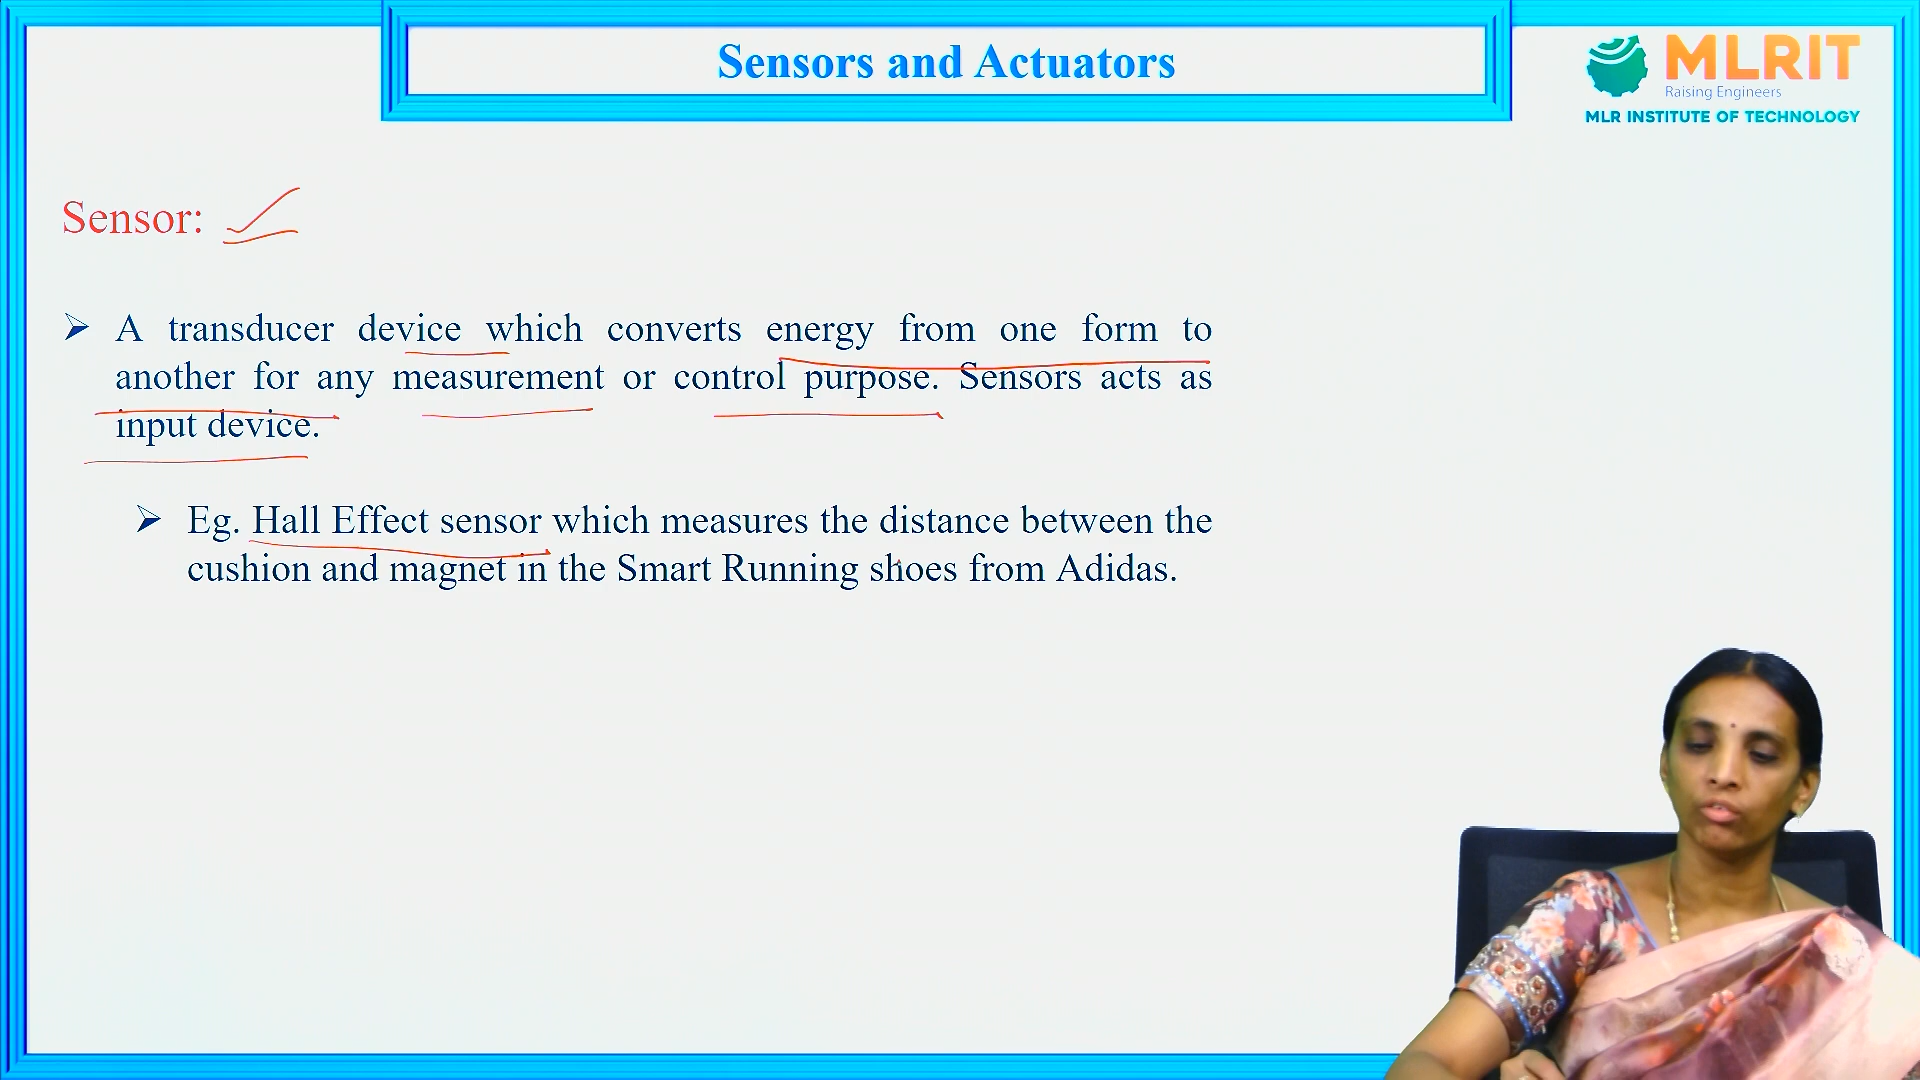 Sensors and Actuators
MLRIT
Raising Engineers
MLR INSTITUTE OF TECHNOLOGY
Sensor:
A transducer device which converts energy from one form to
another for any measurement or control purpose. Sensors acts as
input device.
Eg. Hall Effect sensor which measures the distance between the
cushion and magnet in the Smart Running shoes from Adidas.